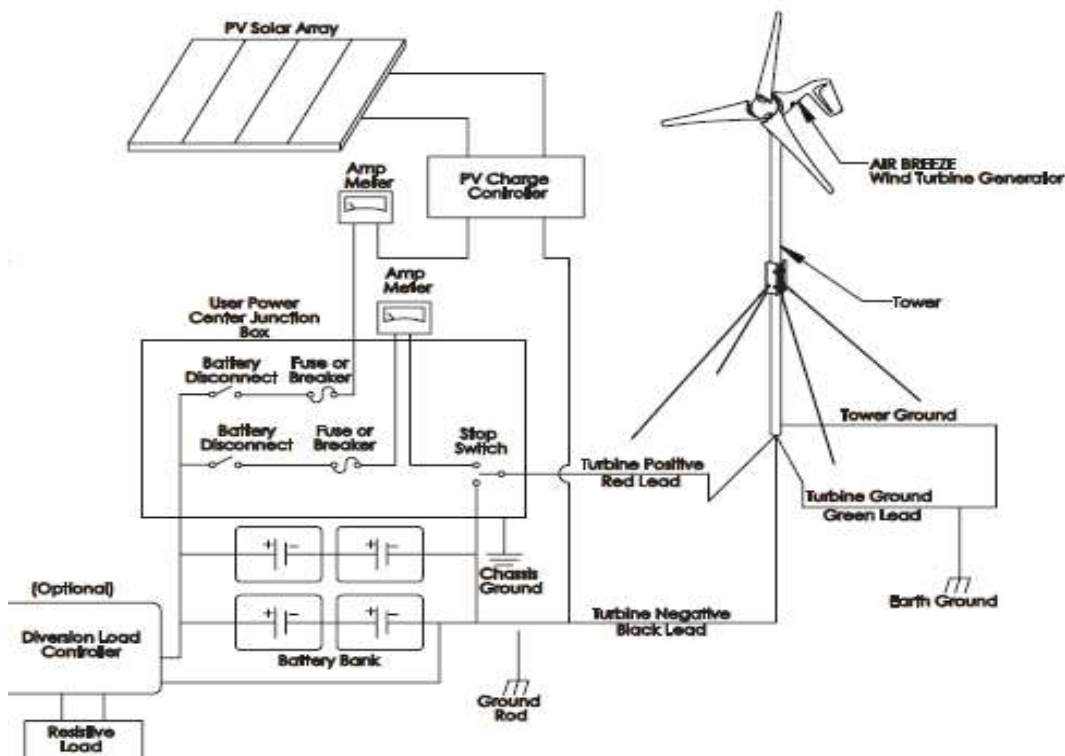 PV Solar Array
Amp
Meter
PV Charge
Controller
AIR BREEZE
Wind Turbine Generator
Amp
Meter
Tower
User Power
Center Junction
Box
Battery
Disconnect
Fuse or
Breaker
Battery
Disconnect
Fuse or
Breaker
Stop
Switch
Tower Ground
Turbine Positive
Red Lead
Turbine Ground
Green Lead
Chassis
Ground
Earth Ground
(Optional)
Diversion Load
Controller
+ -
+ -
+ -
+ -
Battery Bank
Turbine Negative
Black Lead
Ground
Rod
Resistive
Load